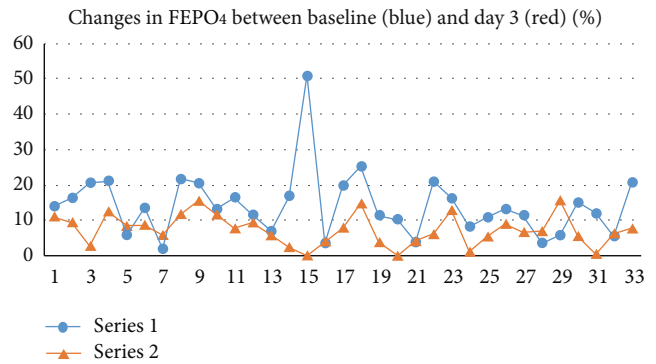 Changes in FEPO4 between baseline (blue) and day 3 (red) (%)
60
50
40
30
20
10
0
1 3 5 7 9 11 13 15 17 19 21 23 25 27 29 31 33
Series 1
Series 2